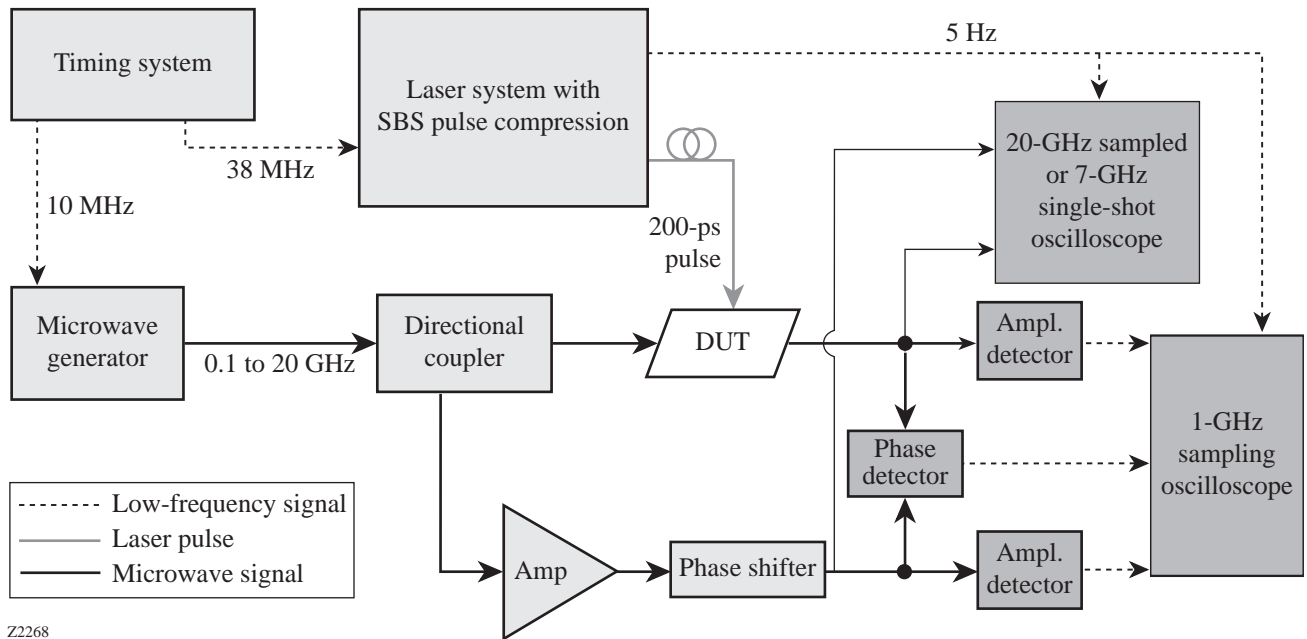 5 Hz
Timing system
Laser system with
SBS pulse compression
38 MHz
10 MHz
20-GHz sampled
or 7-GHz
single-shot
oscilloscope
200-ps
pulse
Microwave
generator
0.1 to 20 GHz
Directional
coupler
DUT
Ampl.
detector
Phase
detector
1-GHz
sampling
oscilloscope
Low-frequency signal
Laser pulse
Microwave signal
Amp
Phase shifter
Ampl.
detector
Z2268